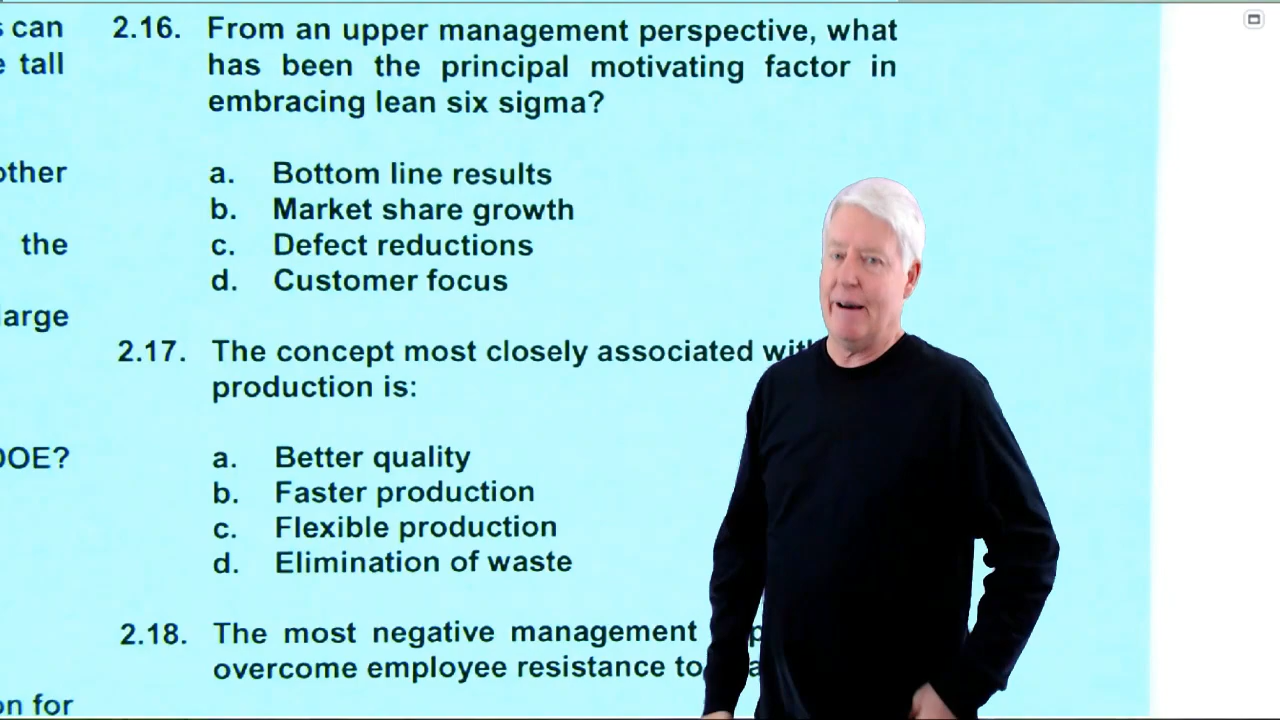 s can
e tall
other
the
large
DOE?
on for
2.16. From an upper management perspective, what
has been the principal motivating factor in
embracing lean six sigma?
a. Bottom line results
b. Market share growth
c. Defect reductions
d. Customer focus
2.17. The concept most closely associated with
production is:
a. Better quality
b. Faster production
c. Flexible production
d. Elimination of waste
2.18. The most negative management
overcome employee resistance to